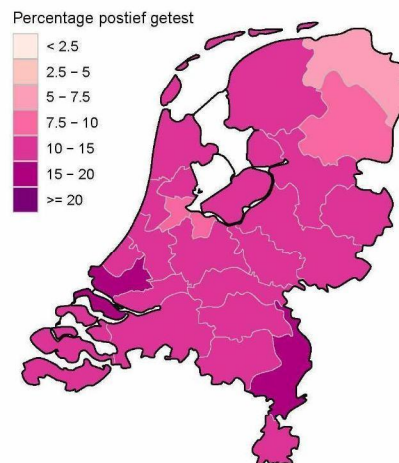 Percentage postief getest
< 2.5
2.5 – 5
5 – 7.5
7.5 – 10
10 – 15
15 – 20
>= 20